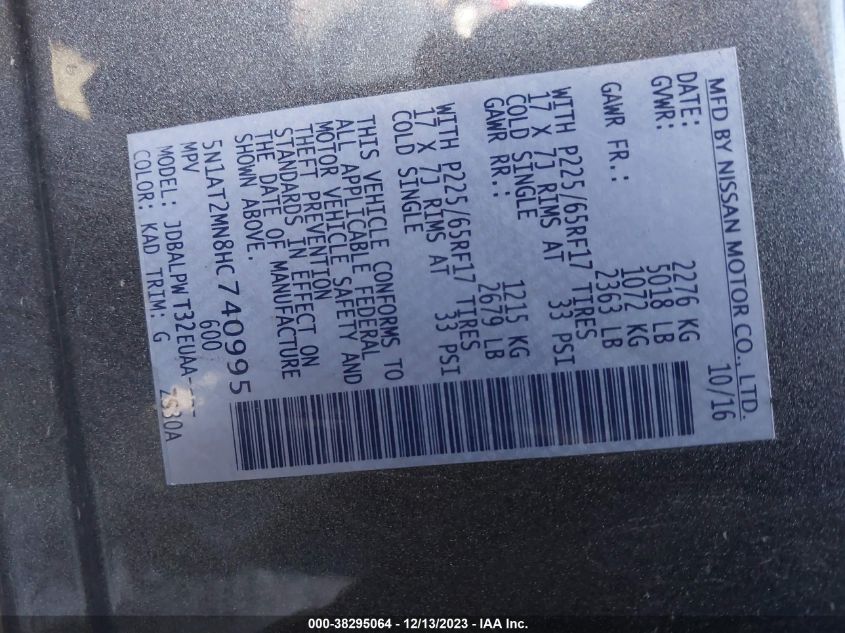 MFD BY NISSAN MOTOR CO., LTD.
DATE: 10/16
GVWR: 2276 KG
5018 LB
GAWR FR.: 1072 KG
2363 LB
WITH P225/65RF17 TIRES
17 X 7J RIMS AT 33 PSI
COLD SINGLE
GAWR RR.: 1215 KG
2679 LB
WITH P225/65RF17 TIRES
17 X 7J RIMS AT 33 PSI
COLD SINGLE
THIS VEHICLE CONFORMS TO
ALL APPLICABLE FEDERAL
MOTOR VEHICLE SAFETY AND
THEFT PREVENTION
STANDARDS IN EFFECT ON
THE DATE OF MANUFACTURE
SHOWN ABOVE.
5N1AT2MN8HC740995
MPV 600
MODEL: JDBALPW T32EUAA-
COLOR: KAD TRIM: G
000-38295064 - 12/13/2023 - IAA Inc.